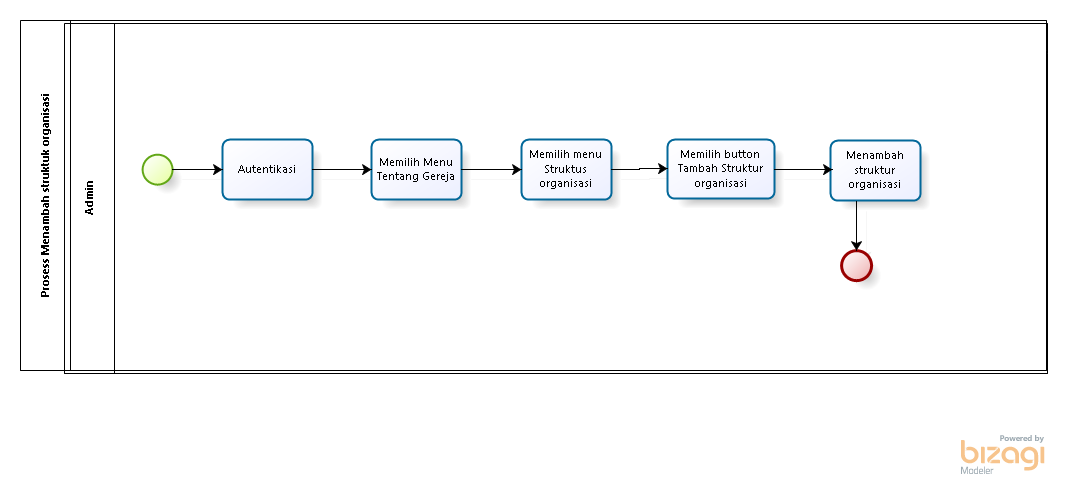 Prosess Menambah struktuk organisasi
Admin
Autentikasi
Memilih Menu
Tentang Gereja
Memilih menu
Struktus
organisasi
Memilih button
Tambah Struktur
organisasi
Menambah
struktur
organisasi
Powered by
bizagi
Modeler